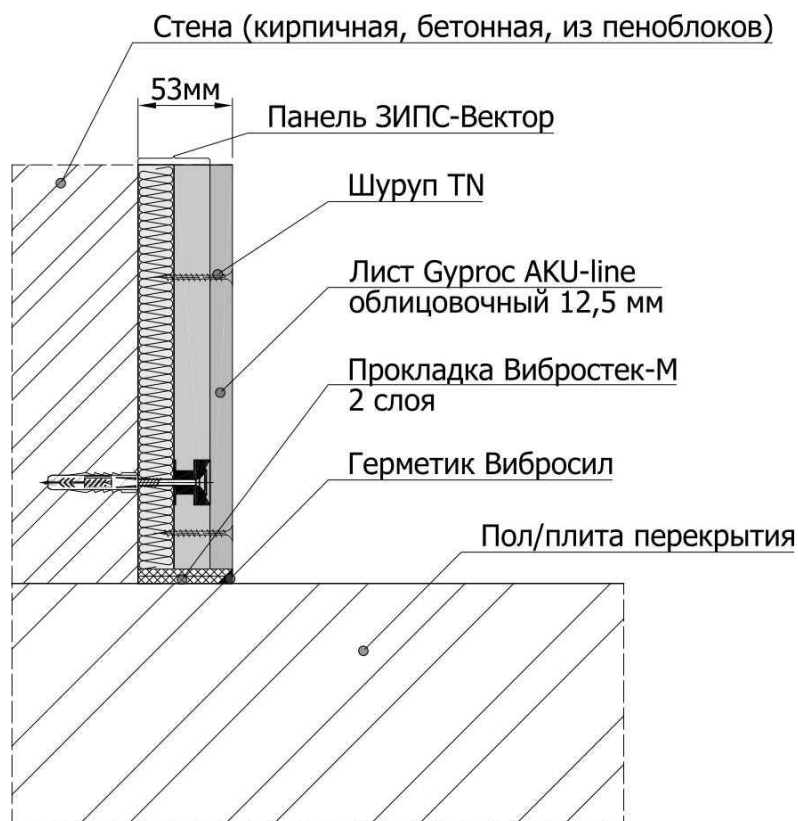 Стена (кирпичная, бетонная, из пеноблоков)
53мм
Панель ЗИПС-Вектор
Шуруп TN
Лист Gyproc AKU-line
облицовочный 12,5 мм
Прокладка Вибростек-М
2 слоя
Герметик Вибросил
Пол/плита перекрытия